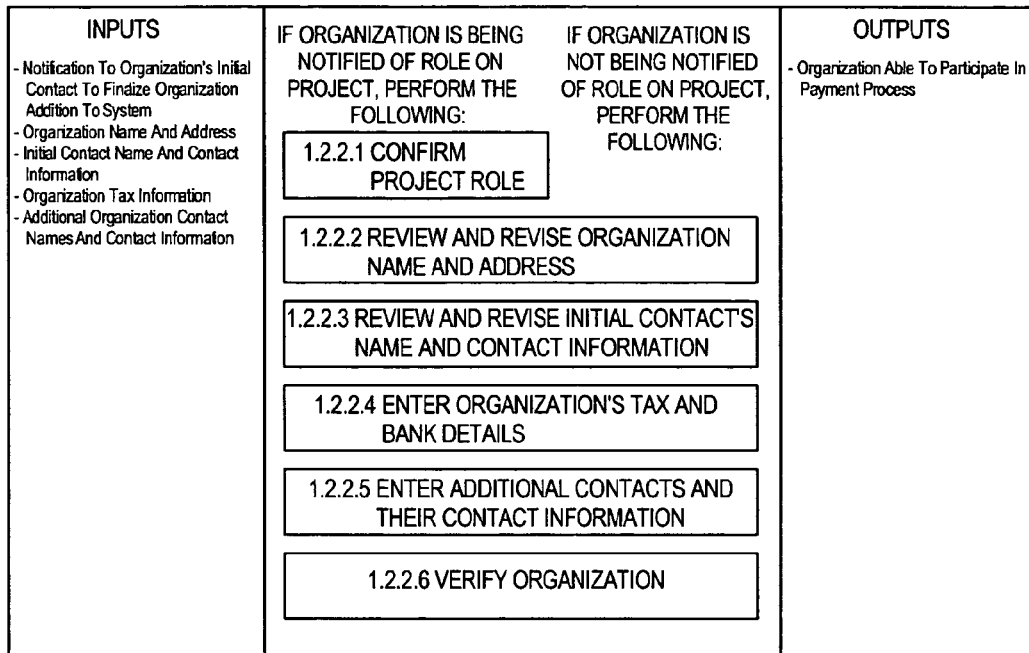 INPUTS
- Notification To Organization's Initial
Contact To Finalize Organization
Addition To System
- Organization Name And Address
- Initial Contact Name And Contact
Information
- Organization Tax Information
- Additional Organization Contact
Names And Contact Information
IF ORGANIZATION IS BEING
NOTIFIED OF ROLE ON
PROJECT, PERFORM THE
FOLLOWING:
IF ORGANIZATION IS
NOT BEING NOTIFIED
OF ROLE ON PROJECT,
PERFORM THE
FOLLOWING:
1.2.2.1 CONFIRM
PROJECT ROLE
1.2.2.2 REVIEW AND REVISE ORGANIZATION
NAME AND ADDRESS
1.2.2.3 REVIEW AND REVISE INITIAL CONTACT'S
NAME AND CONTACT INFORMATION
1.2.2.4 ENTER ORGANIZATION'S TAX AND
BANK DETAILS
1.2.2.5 ENTER ADDITIONAL CONTACTS AND
THEIR CONTACT INFORMATION
1.2.2.6 VERIFY ORGANIZATION
OUTPUTS
- Organization Able To Participate In
Payment Process